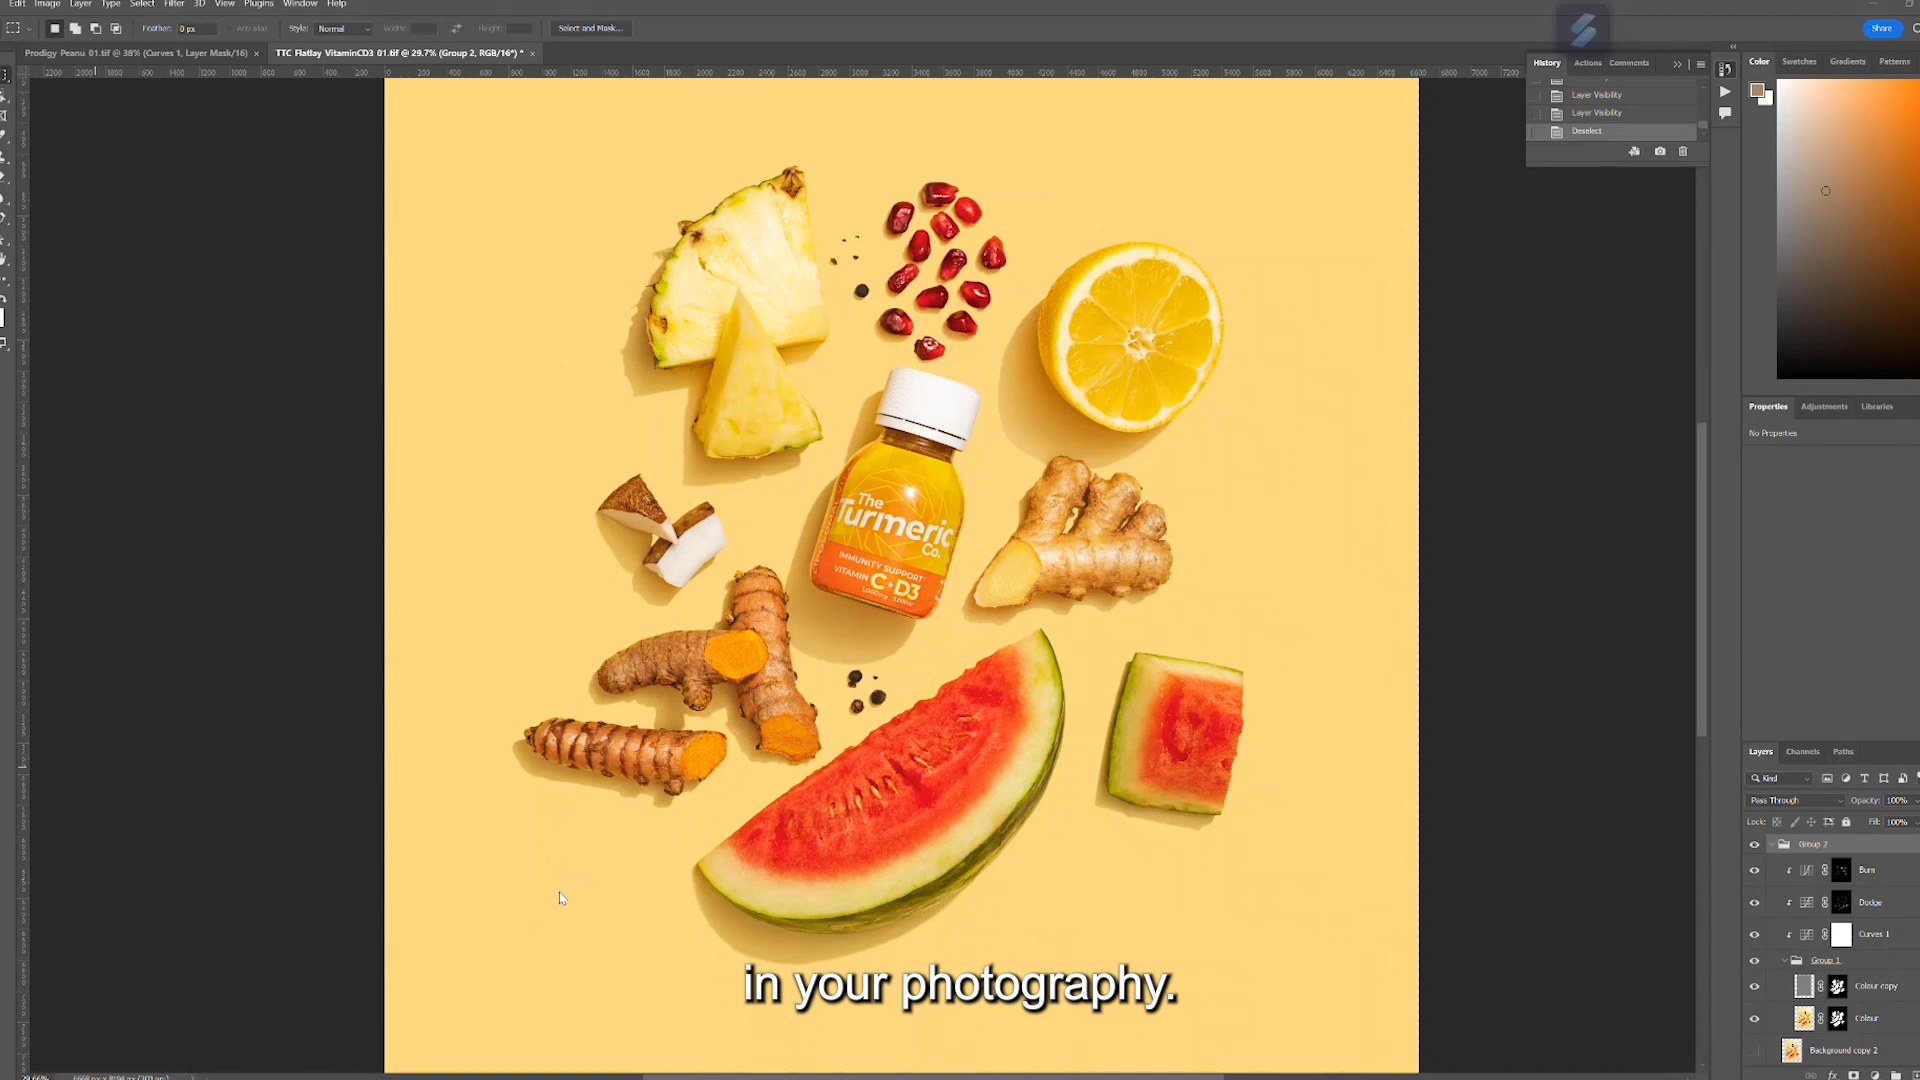 Edit Image Layer Type Select Filter 3D View Plugins Window Help
Feather: 0 px Anti-alias Style: Normal Width: Height: Select and Mask... Share
Prodigy Peanu 01.tif @ 38% (Curves 1, Layer Mask/16) × TTC Flatlay VitaminCD3 01.tif @ 29.7% (Group 2, RGB/16*) * ×
History Actions Comments
Layer Visibility
Layer Visibility
Deselect
Color Swatches Gradients Patterns
Properties Adjustments Libraries
No Properties
The
Turmeric
Co.
IMMUNITY SUPPORT
VITAMIN C+D3
Layers Channels Paths
Kind
Pass Through Opacity: 100%
Lock: Fill: 100%
Group 2
Burn
Dodge
Curves 1
Group 1
Colour copy
Colour
Background copy 2
in your photography.